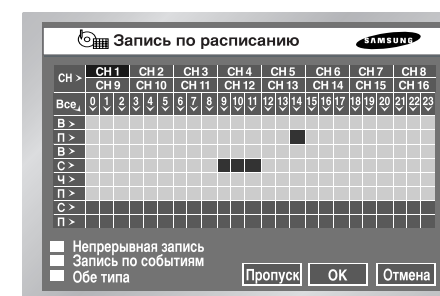 Запись по расписанию SAMSUNG
CH > CH 1 CH 2 CH 3 CH 4 CH 5 CH 6 CH 7 CH 8
CH 9 CH 10 CH 11 CH 12 CH 13 CH 14 CH 15 CH 16
Все 0 1 2 3 4 5 6 7 8 9 10 11 12 13 14 15 16 17 18 19 20 21 22 23
В >
П >
В >
С >
Ч >
П >
С >
П >
Непрерывная запись
Запись по событиям
Обе типа
Пропуск OK Отмена